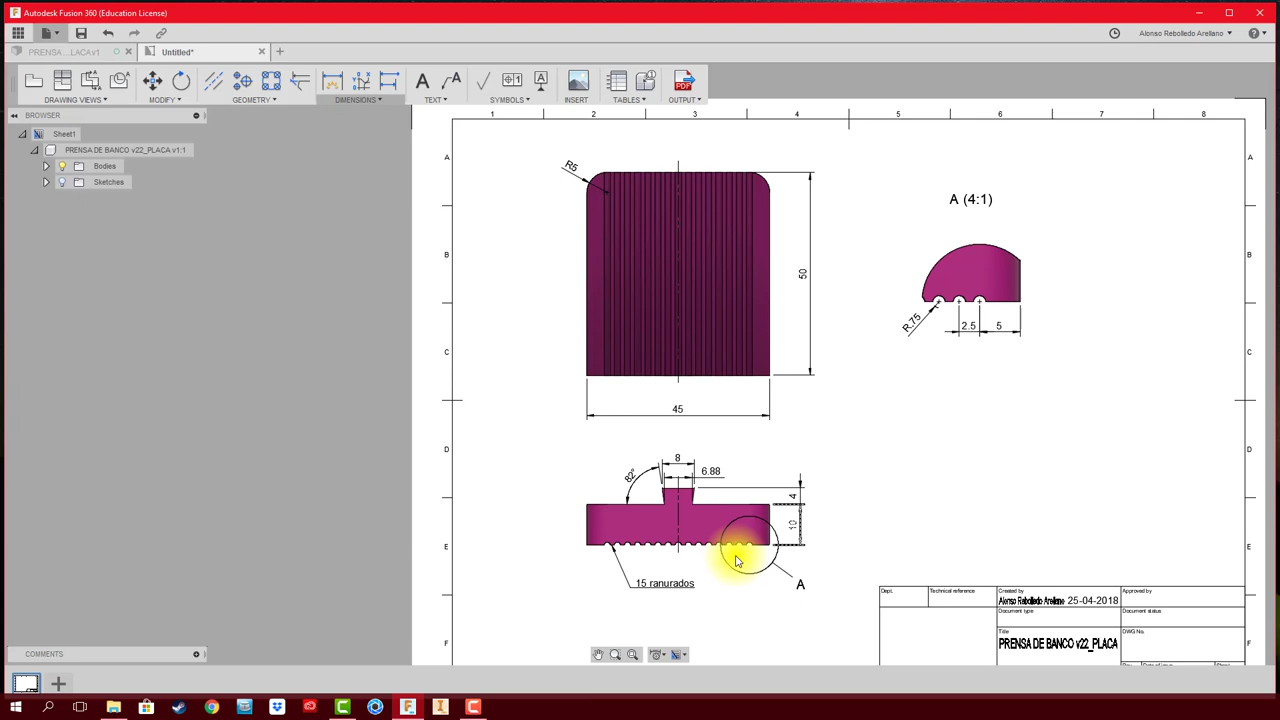 Autodesk Fusion 360 (Education License)
Alonso Rebolledo Arellano
PRENSA ...LACAv1
Untitled*
DRAWING VIEWS
MODIFY
GEOMETRY
DIMENSIONS
TEXT
SYMBOLS
INSERT
TABLES
OUTPUT
PDF
BROWSER
Sheet1
PRENSA DE BANCO v22_PLACA v1:1
Bodies
Sketches
1 2 3 4 5 6 7 8
A A
B B
C C
D D
E E
F F
R5
50
45
A (4:1)
R.75
2.5
5
8
6.88
82°
4
10
15 ranurados
A
Dept.
Technical reference
Created by
Alonso Rebolledo Arellano 25-04-2018
Approved by
Document type
Document status
Title
PRENSA DE BANCO v22_PLACA
DWG No.
COMMENTS